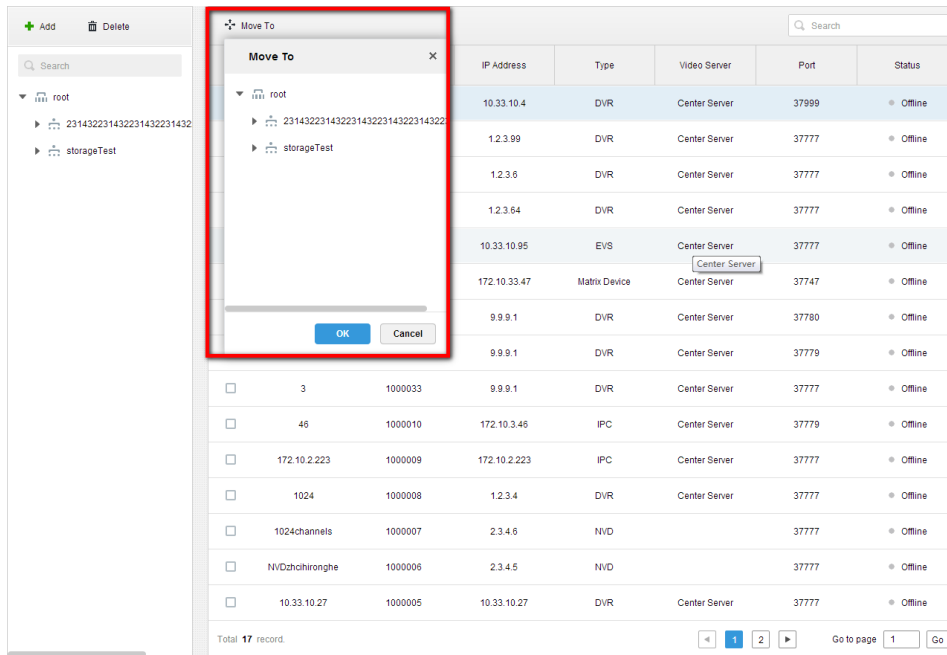 Add Delete
Search
root
231432231432231432231432
storageTest
Move To
Search
Move To
root
231432231432231432231432231432
storageTest
OK Cancel
IP Address Type Video Server Port Status
10.33.10.4 DVR Center Server 37999 Offline
1.2.3.99 DVR Center Server 37777 Offline
1.2.3.6 DVR Center Server 37777 Offline
1.2.3.64 DVR Center Server 37777 Offline
10.33.10.95 EVS Center Server 37777 Offline
Center Server
172.10.33.47 Matrix Device Center Server 37747 Offline
9.9.9.1 DVR Center Server 37780 Offline
9.9.9.1 DVR Center Server 37779 Offline
3 1000033 9.9.9.1 DVR Center Server 37777 Offline
46 1000010 172.10.3.46 IPC Center Server 37779 Offline
172.10.2.223 1000009 172.10.2.223 IPC Center Server 37777 Offline
1024 1000008 1.2.3.4 DVR Center Server 37777 Offline
1024channels 1000007 2.3.4.6 NVD 37777 Offline
NVDzhcihironghe 1000006 2.3.4.5 NVD 37777 Offline
10.33.10.27 1000005 10.33.10.27 DVR Center Server 37777 Offline
Total 17 record. 1 2 Go to page 1 Go